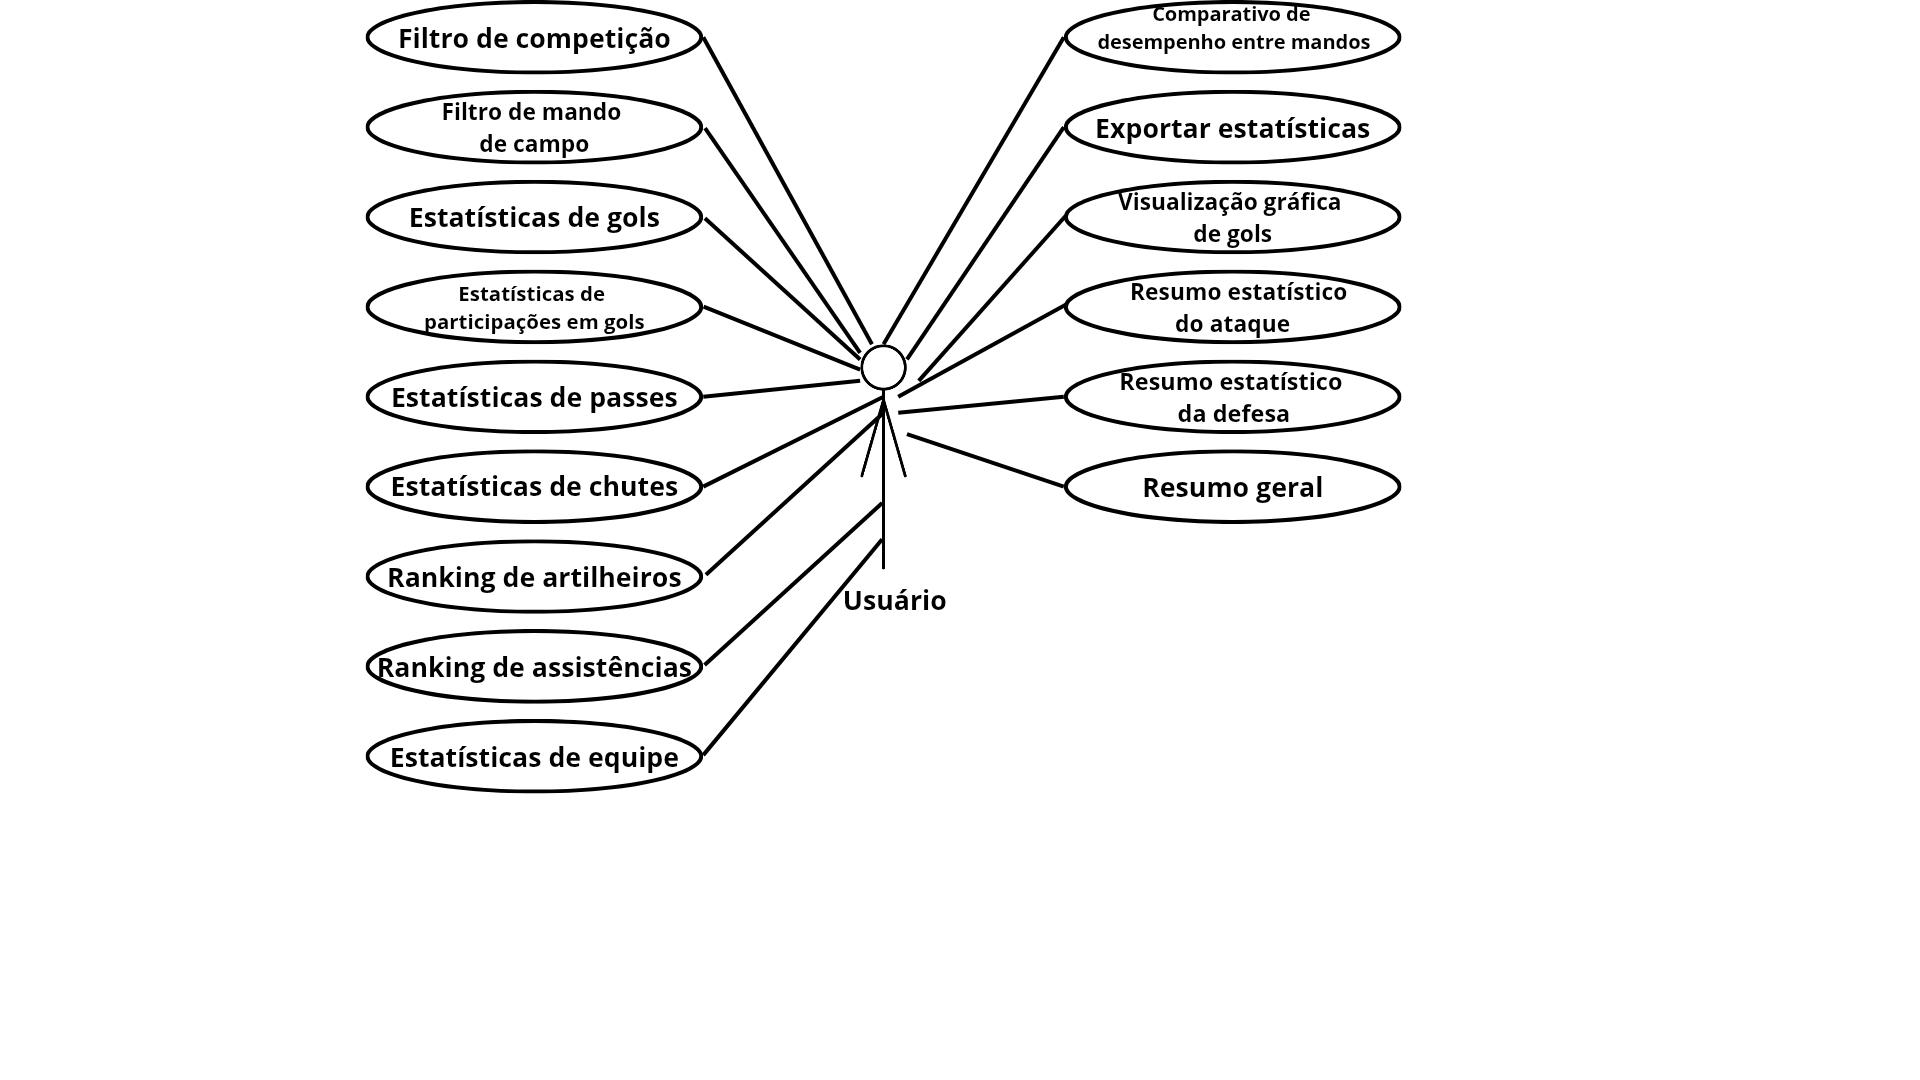 Filtro de competição
Filtro de mando
de campo
Estatísticas de gols
Estatísticas de
participações em gols
Estatísticas de passes
Estatísticas de chutes
Ranking de artilheiros
Ranking de assistências
Estatísticas de equipe
Usuário
Comparativo de
desempenho entre mandos
Exportar estatísticas
Visualização gráfica
de gols
Resumo estatístico
do ataque
Resumo estatístico
da defesa
Resumo geral